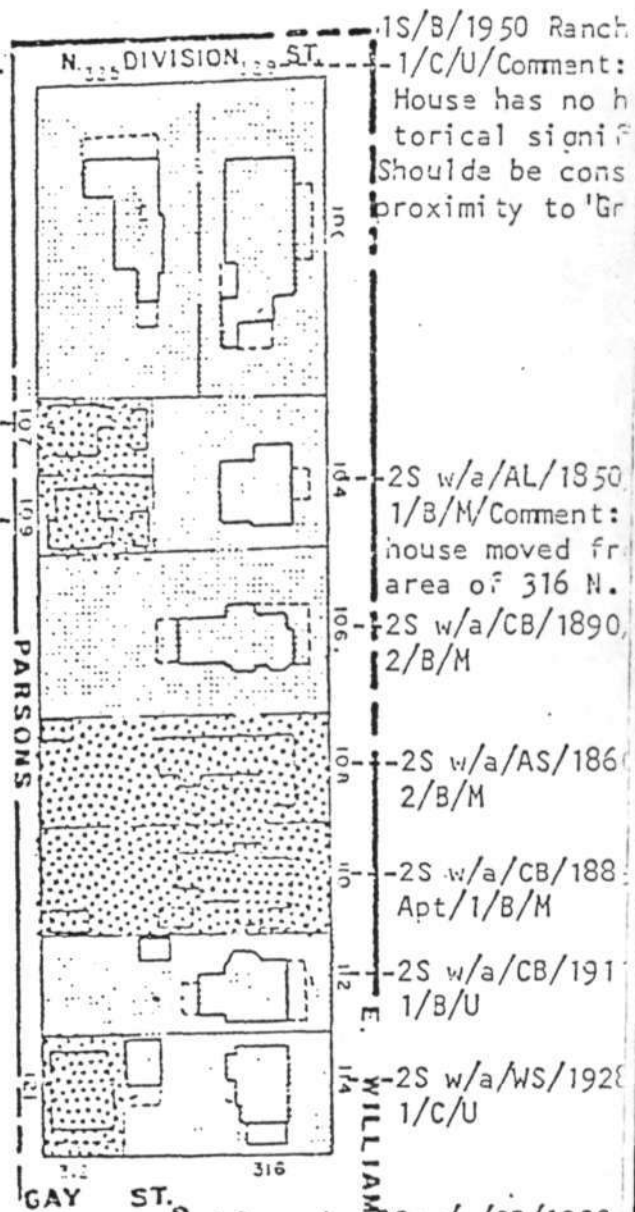 1S/B/1950 Ranch
N. 335 DIVISION 329 ST.
1/C/U/Comment:
House has no h
torical signif
Shoulde be cons
proximity to 'Gr
107
109
104
2S w/a/AL/1850
1/B/M/Comment:
house moved fr
area of 316 N.
106
2S w/a/CB/1890,
2/B/M
PARSONS
108
2S w/a/AS/186
2/B/M
110
2S w/a/CB/188
Apt/1/B/M
112
2S w/a/CB/191
1/B/U
E. WILLIAM
121
114
2S w/a/WS/1928
1/C/U
316
GAY ST.